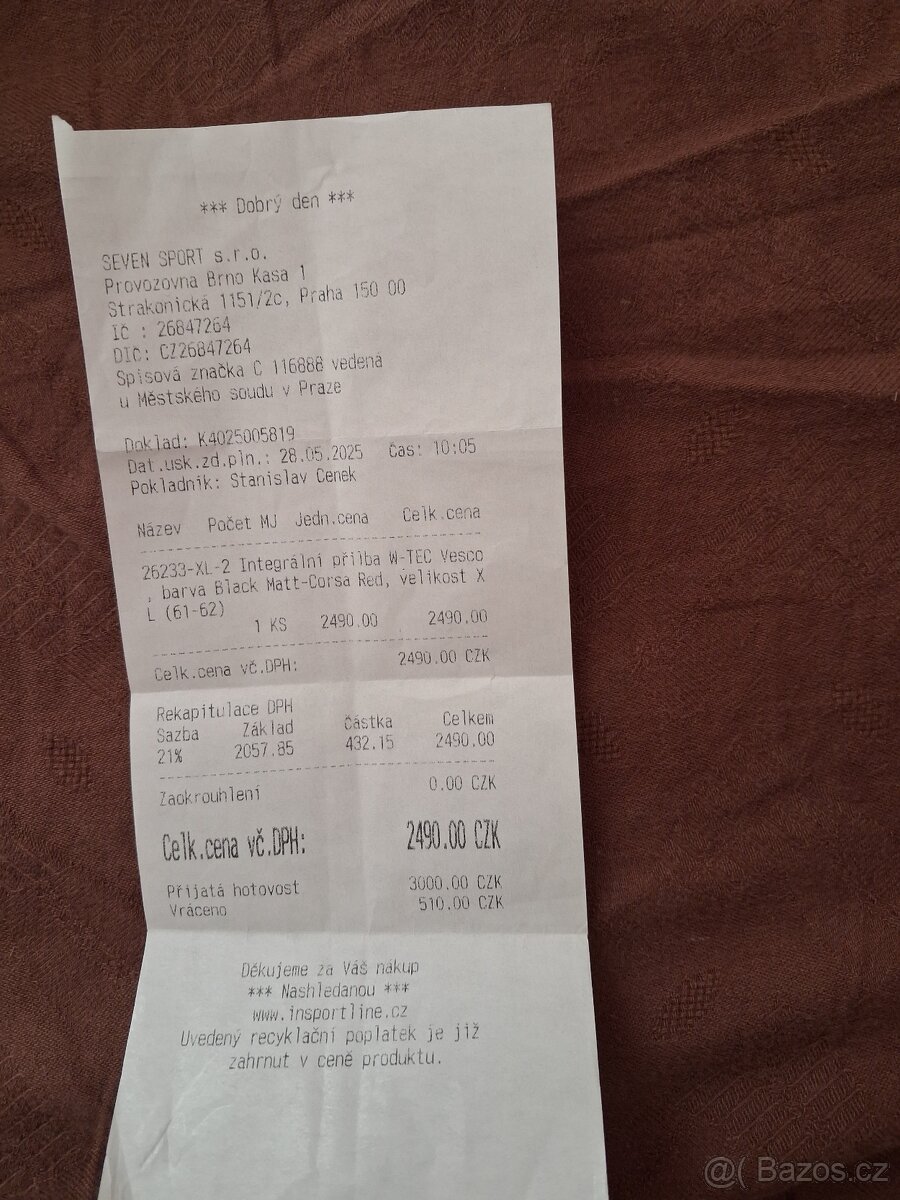 *** Dobrý den ***
SEVEN SPORT s.r.o.
Provozovna Brno Kasa 1
Strakonická 1151/2c, Praha 150 00
IČ : 26847264
DIČ: CZ26847264
Spisová značka C 116888 vedená
u Městského soudu v Praze
Doklad: K4025005819
Dat.usk.zd.pln.: 28.05.2025 Čas: 10:05
Pokladník: Stanislav Cenek
Název Počet MJ Jedn.cena Celk.cena
26233-XL-2 Integrální přilba W-TEC Vesco
, barva Black Matt-Corsa Red, velikost X
L (61-62)
1 KS 2490.00 2490.00
Celk.cena vč.DPH: 2490.00 CZK
Rekapitulace DPH
Sazba Základ Částka Celkem
21% 2057.85 432.15 2490.00
Zaokrouhlení 0.00 CZK
Celk.cena vč.DPH: 2490.00 CZK
Přijatá hotovost 3000.00 CZK
Vráceno 510.00 CZK
Děkujeme za Váš nákup
*** Nashledanou ***
www.insportline.cz
Uvedený recyklační poplatek je již
zahrnut v ceně produktu.
@( Bazos.cz